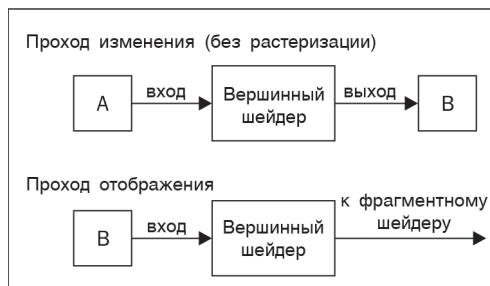 Проход изменения (без растеризации)
A
вход
Вершинный
шейдер
выход
B
Проход отображения
B
вход
Вершинный
шейдер
к фрагментному
шейдеру